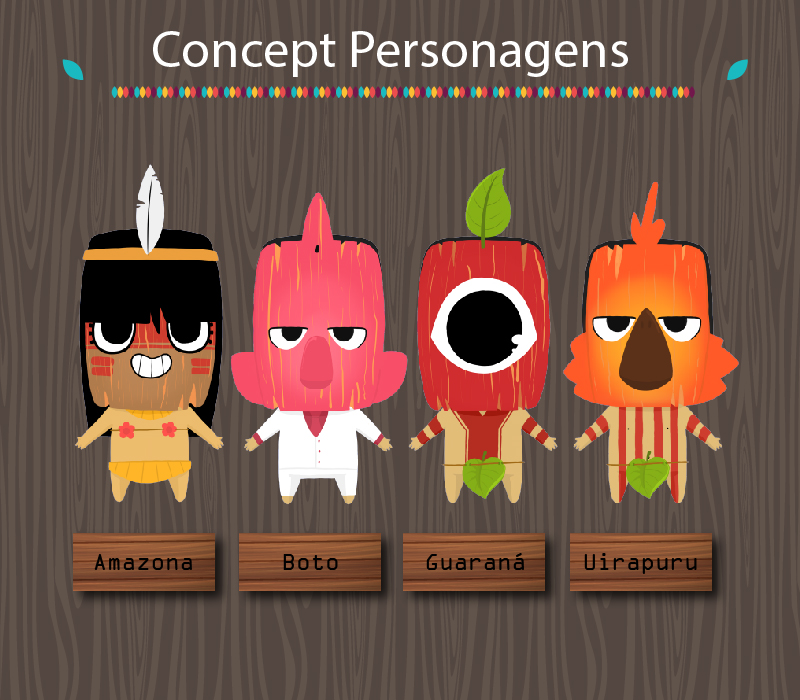 Concept Personagens
Amazona
Boto
Guaraná
Uirapuru